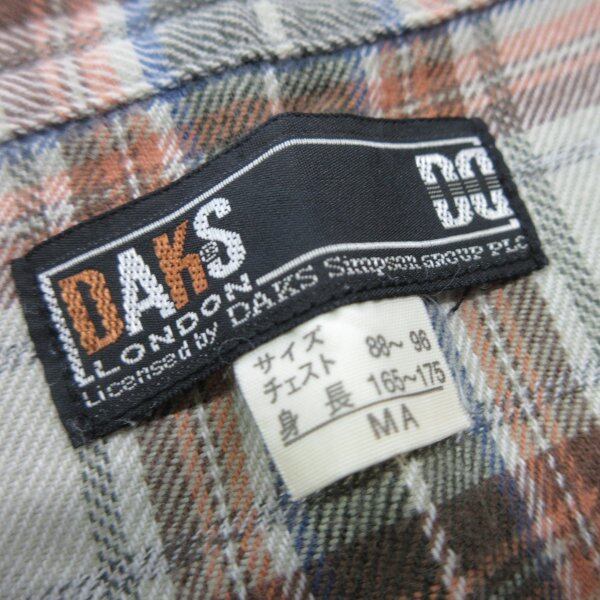 DAKS
LONDON
Licensed by DAKS Simpson GROUP PLC
DD
サイズ
チェスト 88~96
身長 165~175
MA